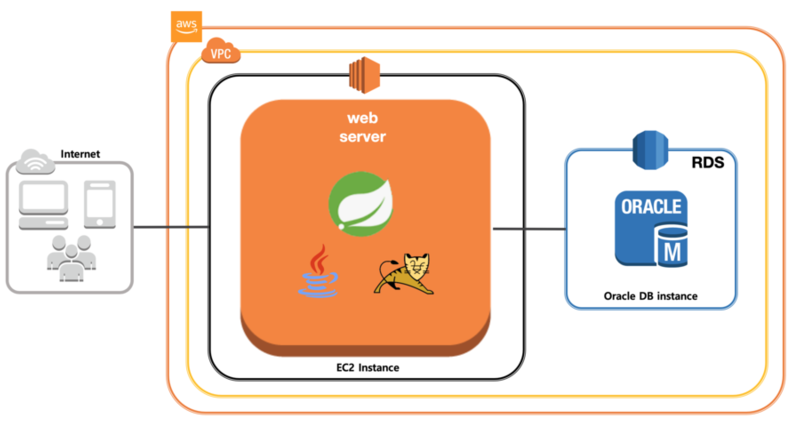 aws
VPC
web
server
Internet
RDS
ORACLE
M
Oracle DB instance
EC2 Instance